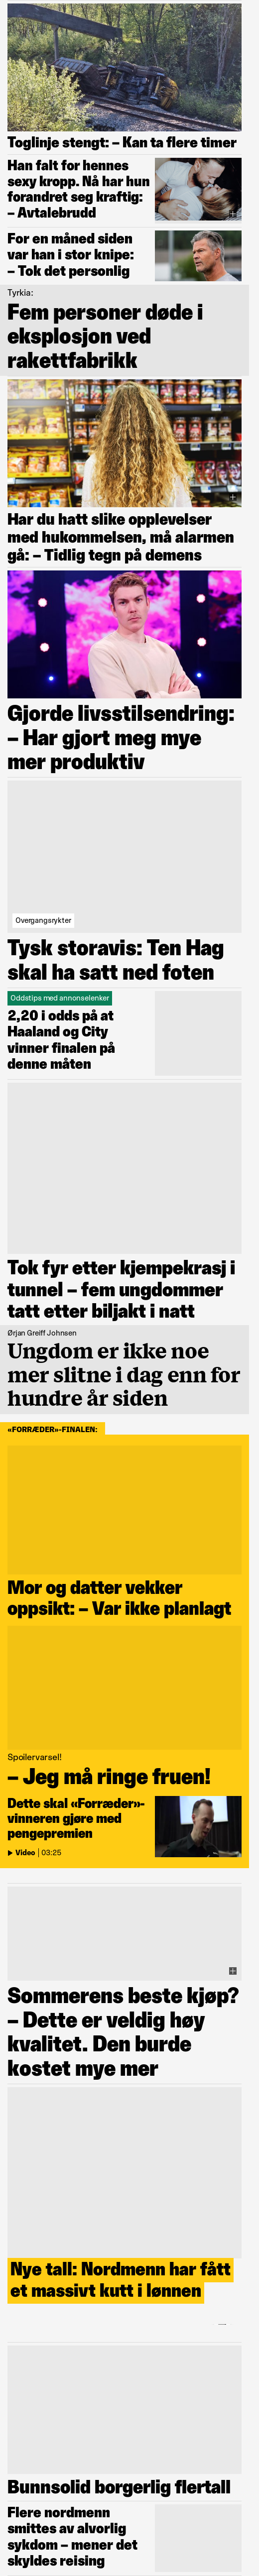 Toglinje stengt: – Kan ta flere timer
Han falt for hennes
sexy kropp. Nå har hun
forandret seg kraftig:
– Avtalebrudd
For en måned siden
var han i stor knipe:
– Tok det personlig
Tyrkia:
Fem personer døde i
eksplosjon ved
rakettfabrikk
Har du hatt slike opplevelser
med hukommelsen, må alarmen
gå: – Tidlig tegn på demens
Gjorde livsstilsendring:
– Har gjort meg mye
mer produktiv
Overgangsrykter
Tysk storavis: Ten Hag
skal ha satt ned foten
Oddstips med annonselenker
2,20 i odds på at
Haaland og City
vinner finalen på
denne måten
Tok fyr etter kjempekrasj i
tunnel – fem ungdommer
tatt etter biljakt i natt
Ørjan Greiff Johnsen
Ungdom er ikke noe
mer slitne i dag enn for
hundre år siden
«FORRÆDER»-FINALEN:
Mor og datter vekker
oppsikt: – Var ikke planlagt
Spoilervarsel!
– Jeg må ringe fruen!
Dette skal «Forræder»-
vinneren gjøre med
pengepremien
Video | 03:25
Sommerens beste kjøp?
– Dette er veldig høy
kvalitet. Den burde
kostet mye mer
Nye tall: Nordmenn har fått
et massivt kutt i lønnen
Bunnsolid borgerlig flertall
Flere nordmenn
smittes av alvorlig
sykdom – mener det
skyldes reising